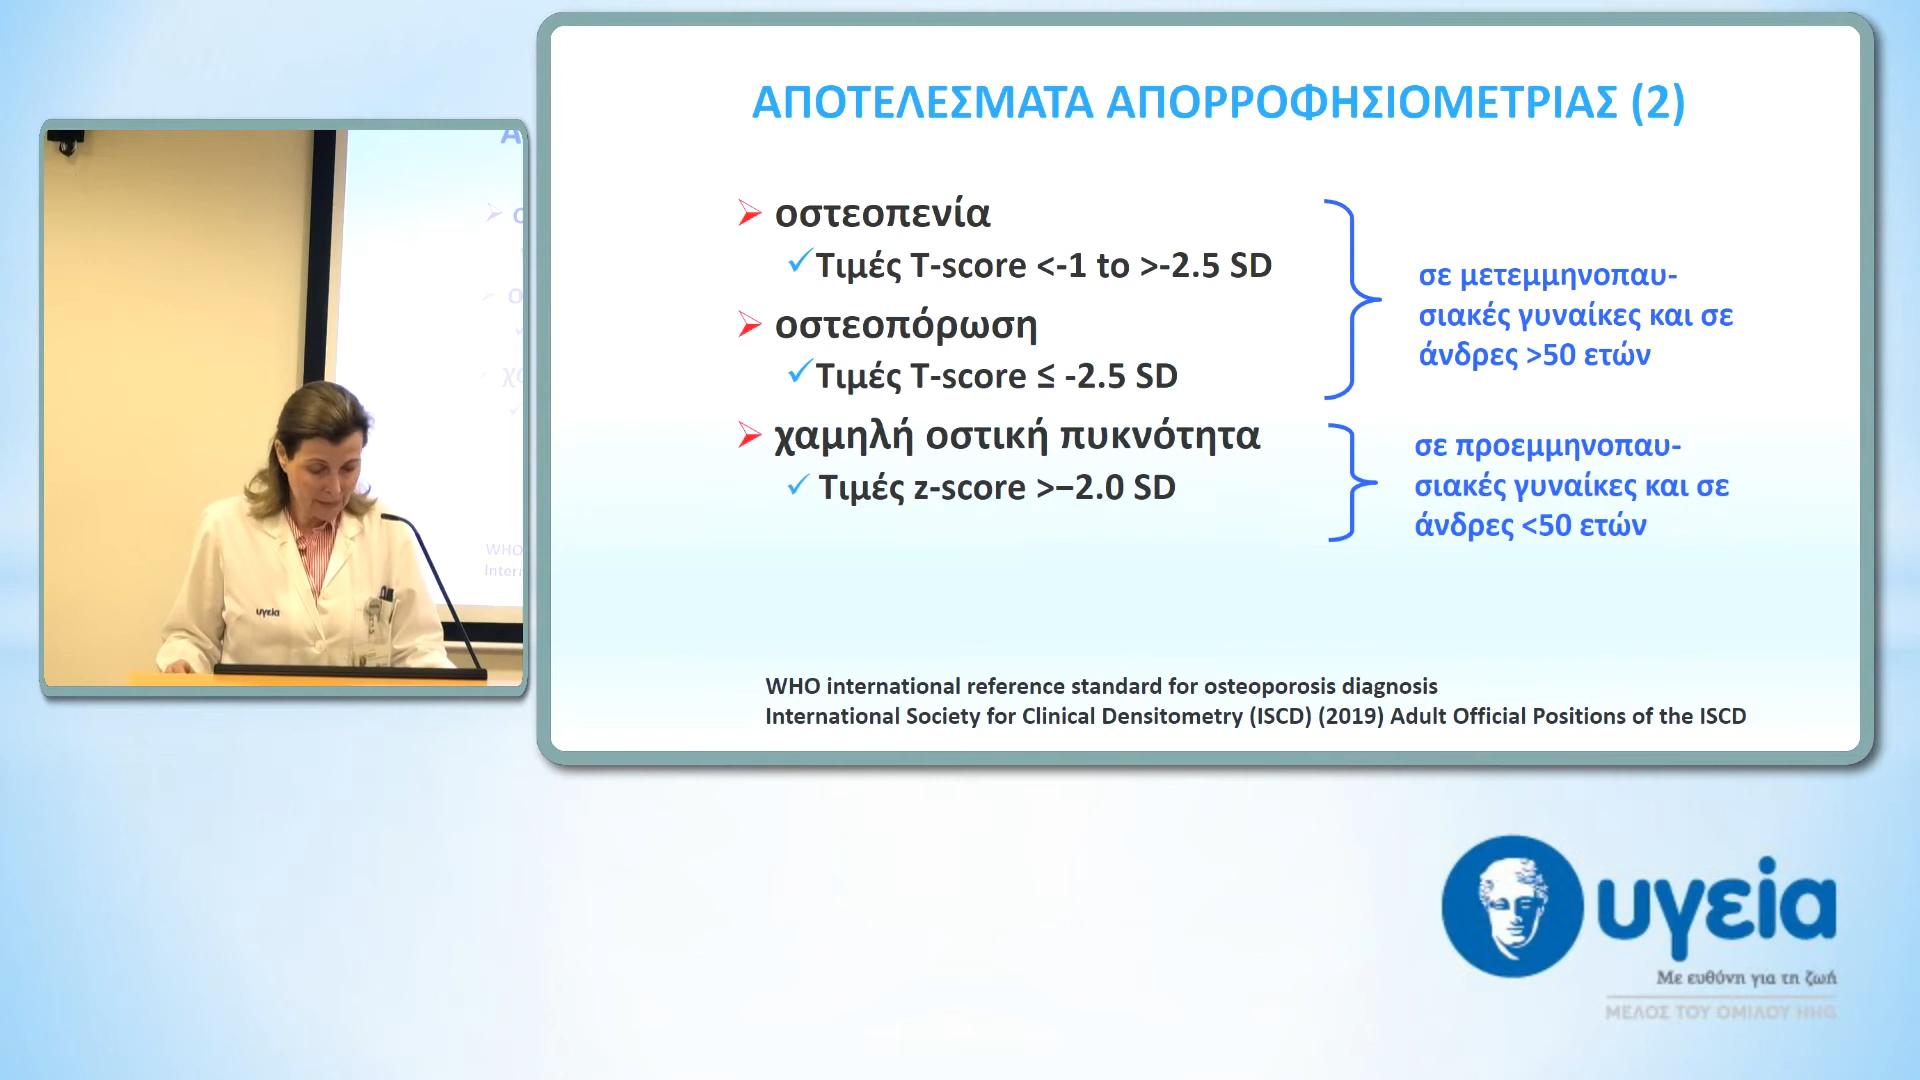 ΑΠΟΤΕΛΕΣΜΑΤΑ ΑΠΟΡΡΟΦΗΣΙΟΜΕΤΡΙΑΣ (2)
οστεοπενία
Τιμές T-score <-1 to >-2.5 SD
οστεοπόρωση
Τιμές T-score ≤ -2.5 SD
χαμηλή οστική πυκνότητα
Τιμές z-score >−2.0 SD
σε μετεμμηνοπαυ-
σιακές γυναίκες και σε
άνδρες >50 ετών
σε προεμμηνοπαυ-
σιακές γυναίκες και σε
άνδρες <50 ετών
WHO international reference standard for osteoporosis diagnosis
International Society for Clinical Densitometry (ISCD) (2019) Adult Official Positions of the ISCD
υγεία
WHO
υγεία
Με ευθύνη για τη ζωή
ΜΕΛΟΣ ΤΟΥ ΟΜΙΛΟΥ HHG